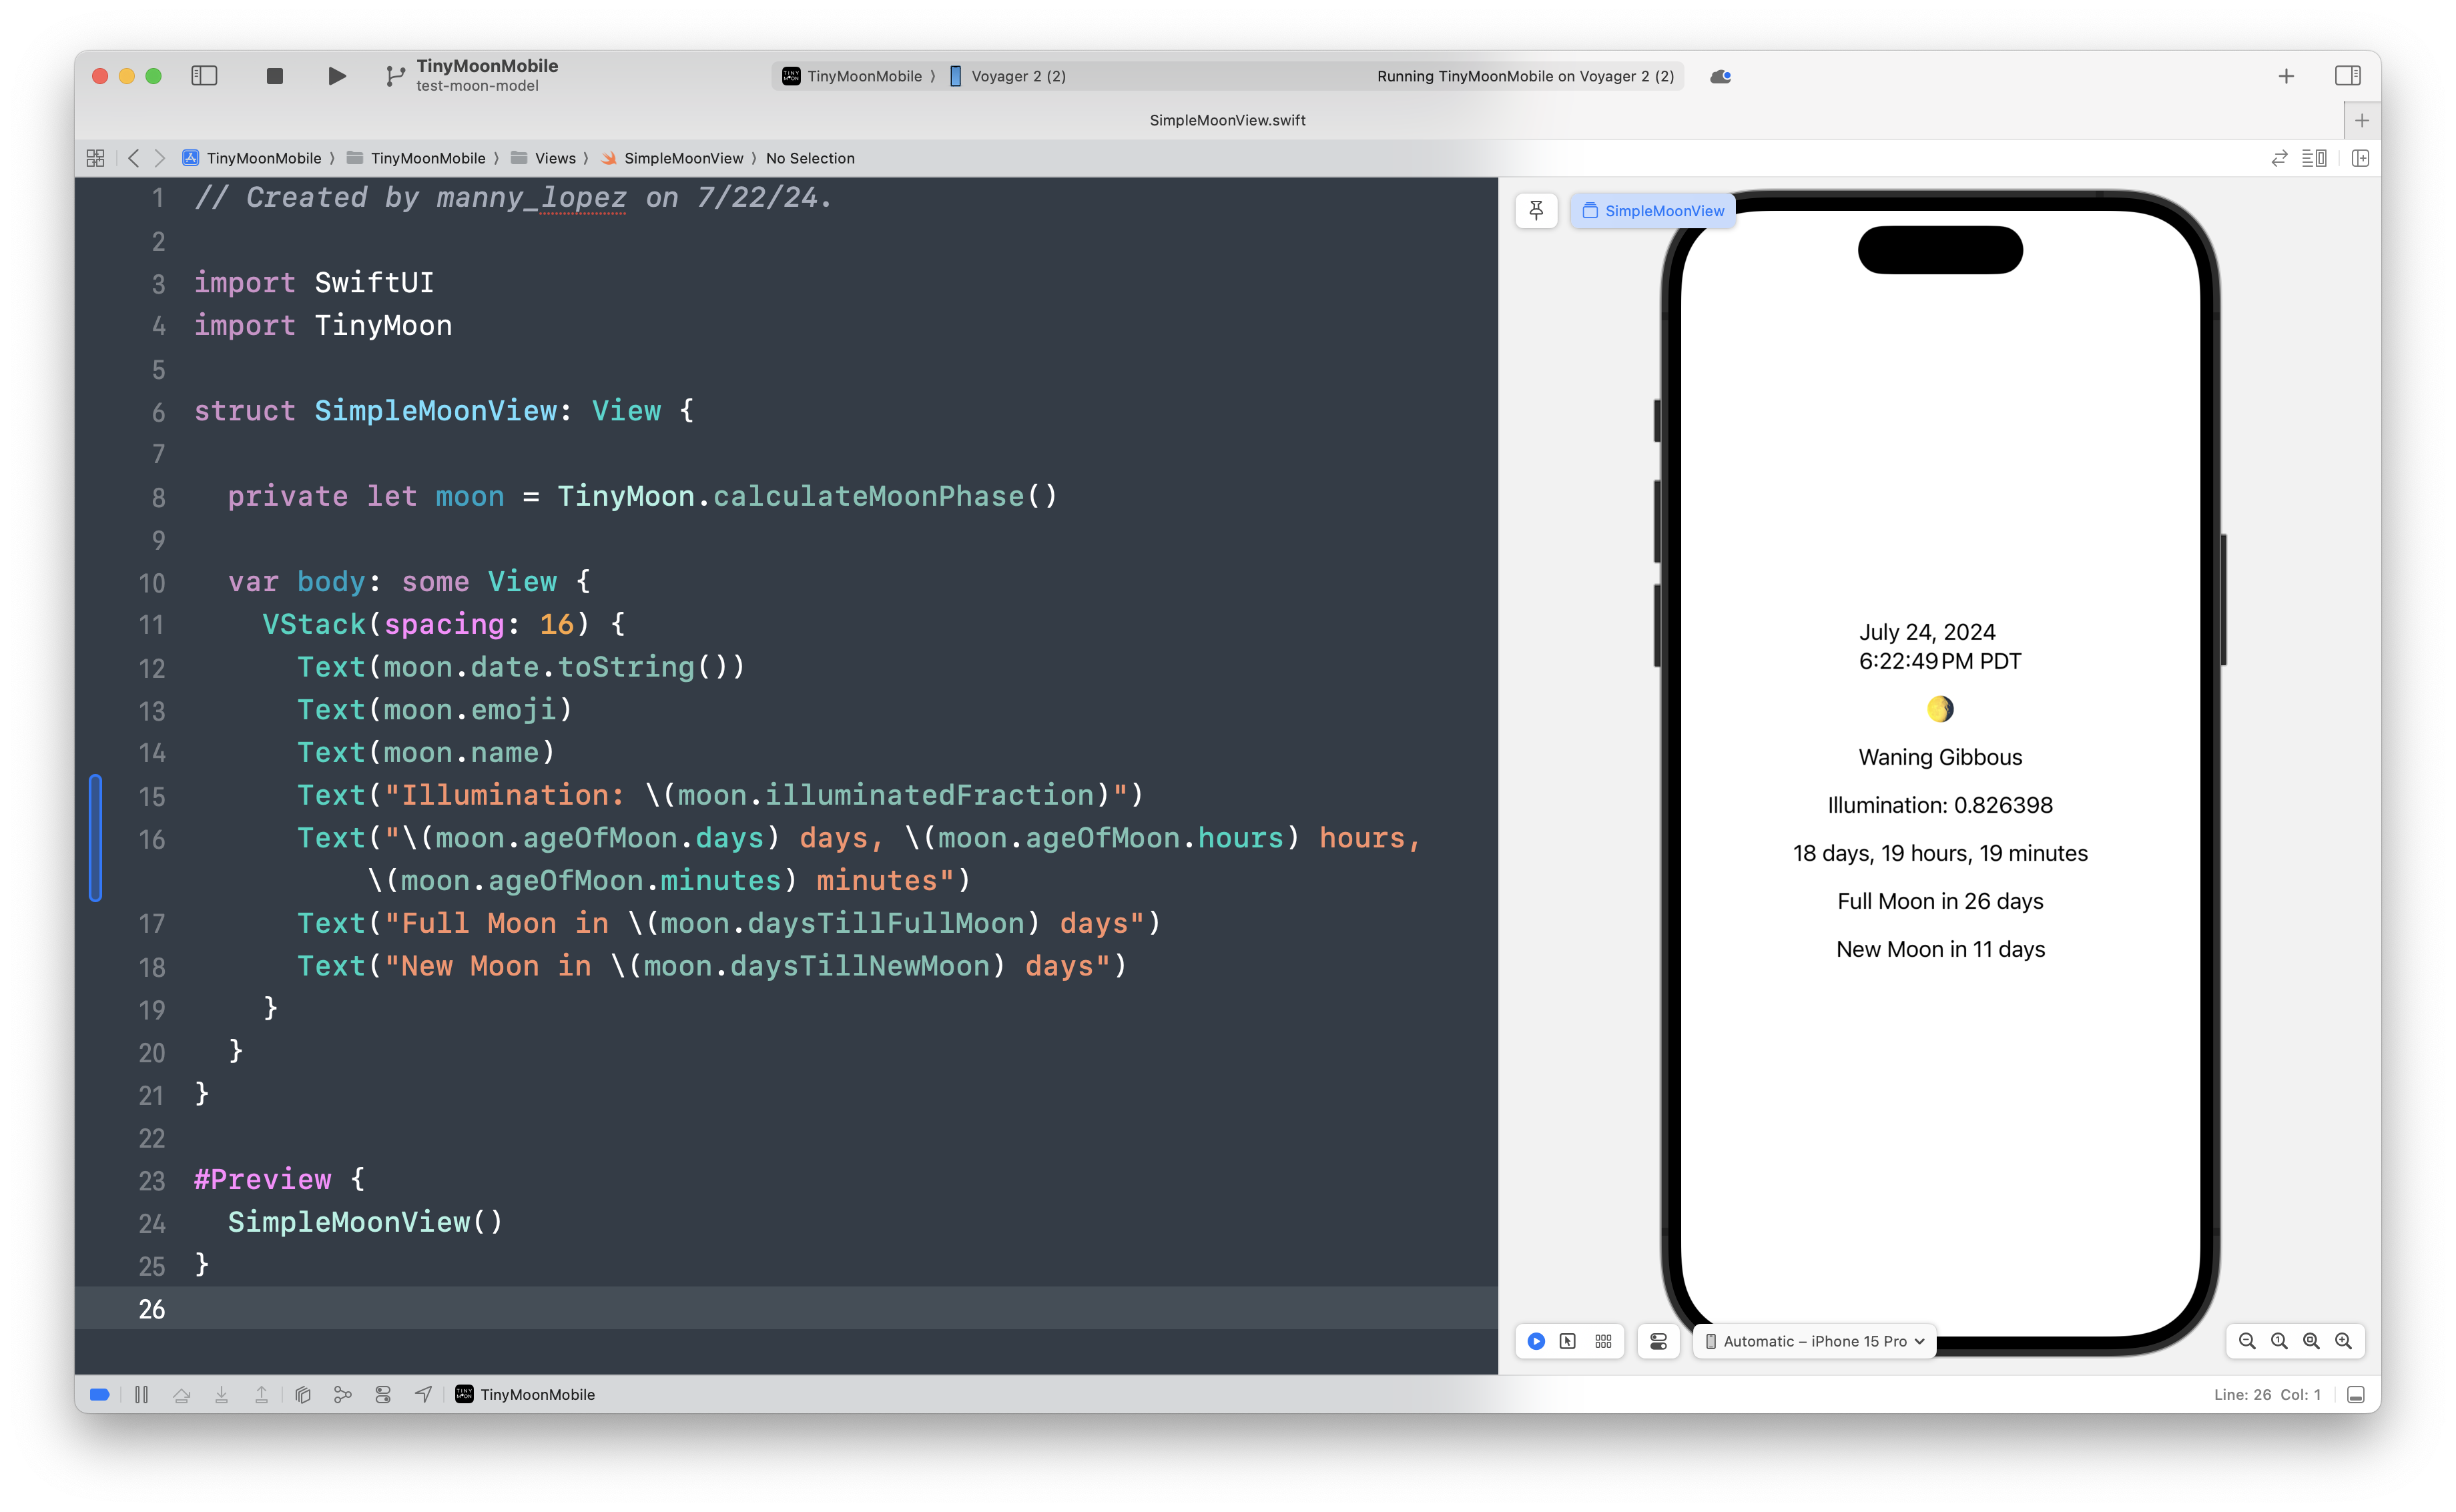 TinyMoonMobile
test-moon-model
TinyMoonMobile 〉 Voyager 2 (2)
Running TinyMoonMobile on Voyager 2 (2)
SimpleMoonView.swift
TinyMoonMobile 〉 TinyMoonMobile 〉 Views 〉 SimpleMoonView 〉 No Selection
1 // Created by manny_lopez on 7/22/24.
2
3 import SwiftUI
4 import TinyMoon
5
6 struct SimpleMoonView: View {
7
8 private let moon = TinyMoon.calculateMoonPhase()
9
10 var body: some View {
11 VStack(spacing: 16) {
12 Text(moon.date.toString())
13 Text(moon.emoji)
14 Text(moon.name)
15 Text("Illumination: \(moon.illuminatedFraction)")
16 Text("\(moon.ageOfMoon.days) days, \(moon.ageOfMoon.hours) hours,
\(moon.ageOfMoon.minutes) minutes")
17 Text("Full Moon in \(moon.daysTillFullMoon) days")
18 Text("New Moon in \(moon.daysTillNewMoon) days")
19 }
20 }
21 }
22
23 #Preview {
24 SimpleMoonView()
25 }
26
SimpleMoonView
July 24, 2024
6:22:49 PM PDT
Waning Gibbous
Illumination: 0.826398
18 days, 19 hours, 19 minutes
Full Moon in 26 days
New Moon in 11 days
Automatic – iPhone 15 Pro
TinyMoonMobile
Line: 26 Col: 1